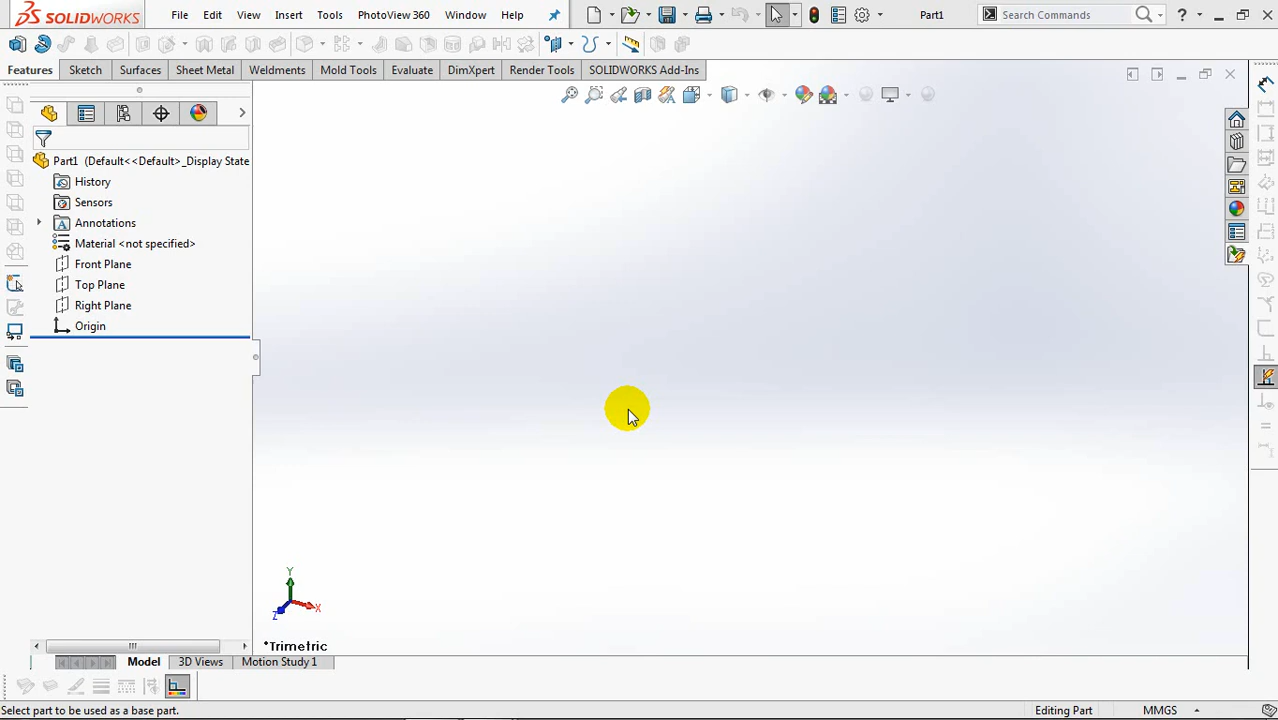 SOLIDWORKS File Edit View Insert Tools PhotoView 360 Window Help Part1 Search Commands ?
Features Sketch Surfaces Sheet Metal Weldments Mold Tools Evaluate DimXpert Render Tools SOLIDWORKS Add-Ins
Part1 (Default<<Default>_Display State
History
Sensors
Annotations
Material <not specified>
Front Plane
Top Plane
Right Plane
Origin
Y
X
Z
*Trimetric
Model 3D Views Motion Study 1
Select part to be used as a base part. Editing Part MMGS